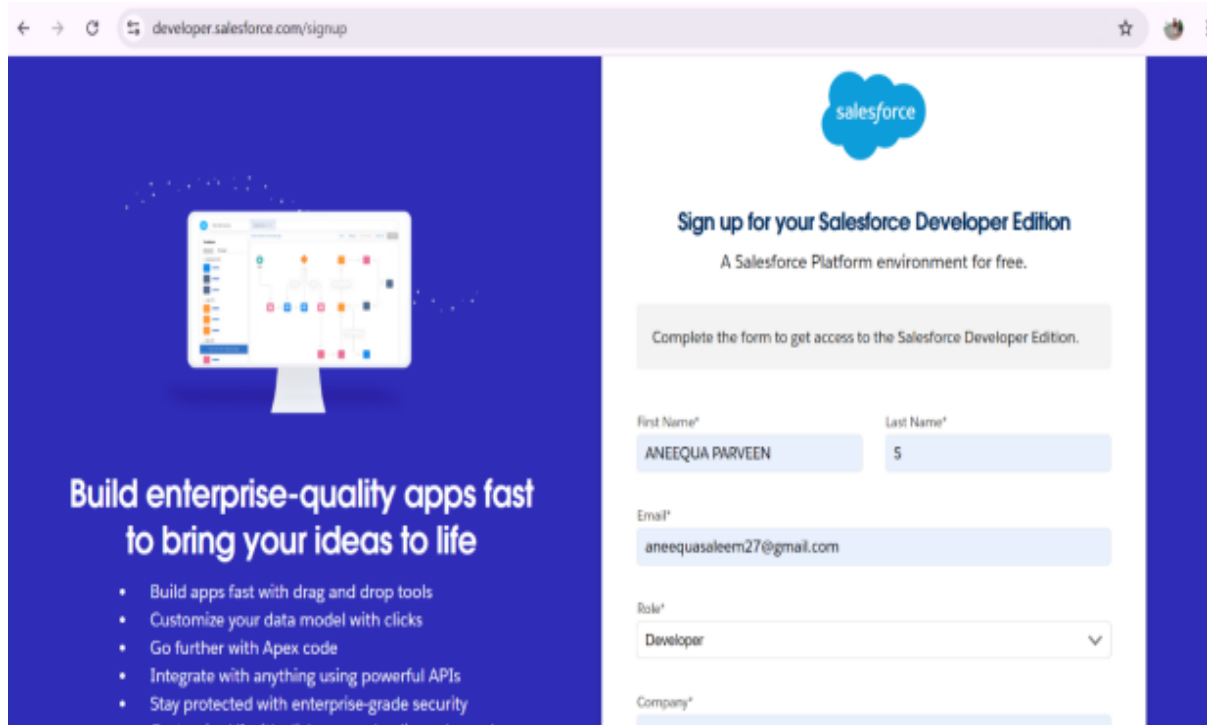 developer.salesforce.com/signup
salesforce
Sign up for your Salesforce Developer Edition
A Salesforce Platform environment for free.
Complete the form to get access to the Salesforce Developer Edition.
First Name*
Last Name*
ANEEQUA PARVEEN
S
Email*
aneequasaleem27@gmail.com
Role*
Developer
Company*
Build enterprise-quality apps fast
to bring your ideas to life
• Build apps fast with drag and drop tools
• Customize your data model with clicks
• Go further with Apex code
• Integrate with anything using powerful APIs
• Stay protected with enterprise-grade security